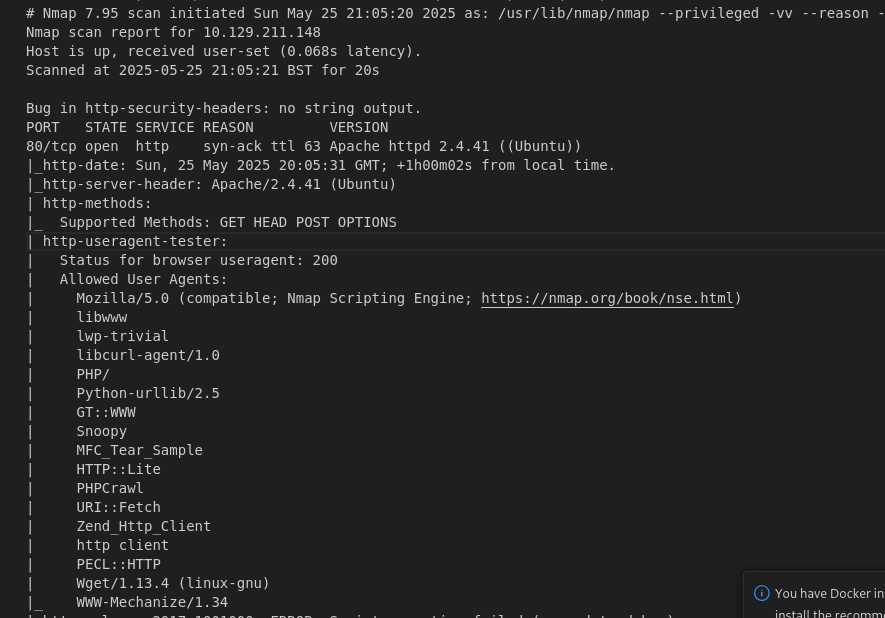 # Nmap 7.95 scan initiated Sun May 25 21:05:20 2025 as: /usr/lib/nmap/nmap --privileged -vv --reason -
Nmap scan report for 10.129.211.148
Host is up, received user-set (0.068s latency).
Scanned at 2025-05-25 21:05:21 BST for 20s
Bug in http-security-headers: no string output.
PORT   STATE SERVICE REASON         VERSION
80/tcp open  http    syn-ack ttl 63 Apache httpd 2.4.41 ((Ubuntu))
|_http-date: Sun, 25 May 2025 20:05:31 GMT; +1h00m02s from local time.
|_http-server-header: Apache/2.4.41 (Ubuntu)
| http-methods:
|_  Supported Methods: GET HEAD POST OPTIONS
| http-useragent-tester:
|   Status for browser useragent: 200
|   Allowed User Agents:
|     Mozilla/5.0 (compatible; Nmap Scripting Engine; https://nmap.org/book/nse.html)
|     libwww
|     lwp-trivial
|     libcurl-agent/1.0
|     PHP/
|     Python-urllib/2.5
|     GT::WWW
|     Snoopy
|     MFC_Tear_Sample
|     HTTP::Lite
|     PHPCrawl
|     URI::Fetch
|     Zend_Http_Client
|     http client
|     PECL::HTTP
|     Wget/1.13.4 (linux-gnu)
|_    WWW-Mechanize/1.34
You have Docker in
install the recomm